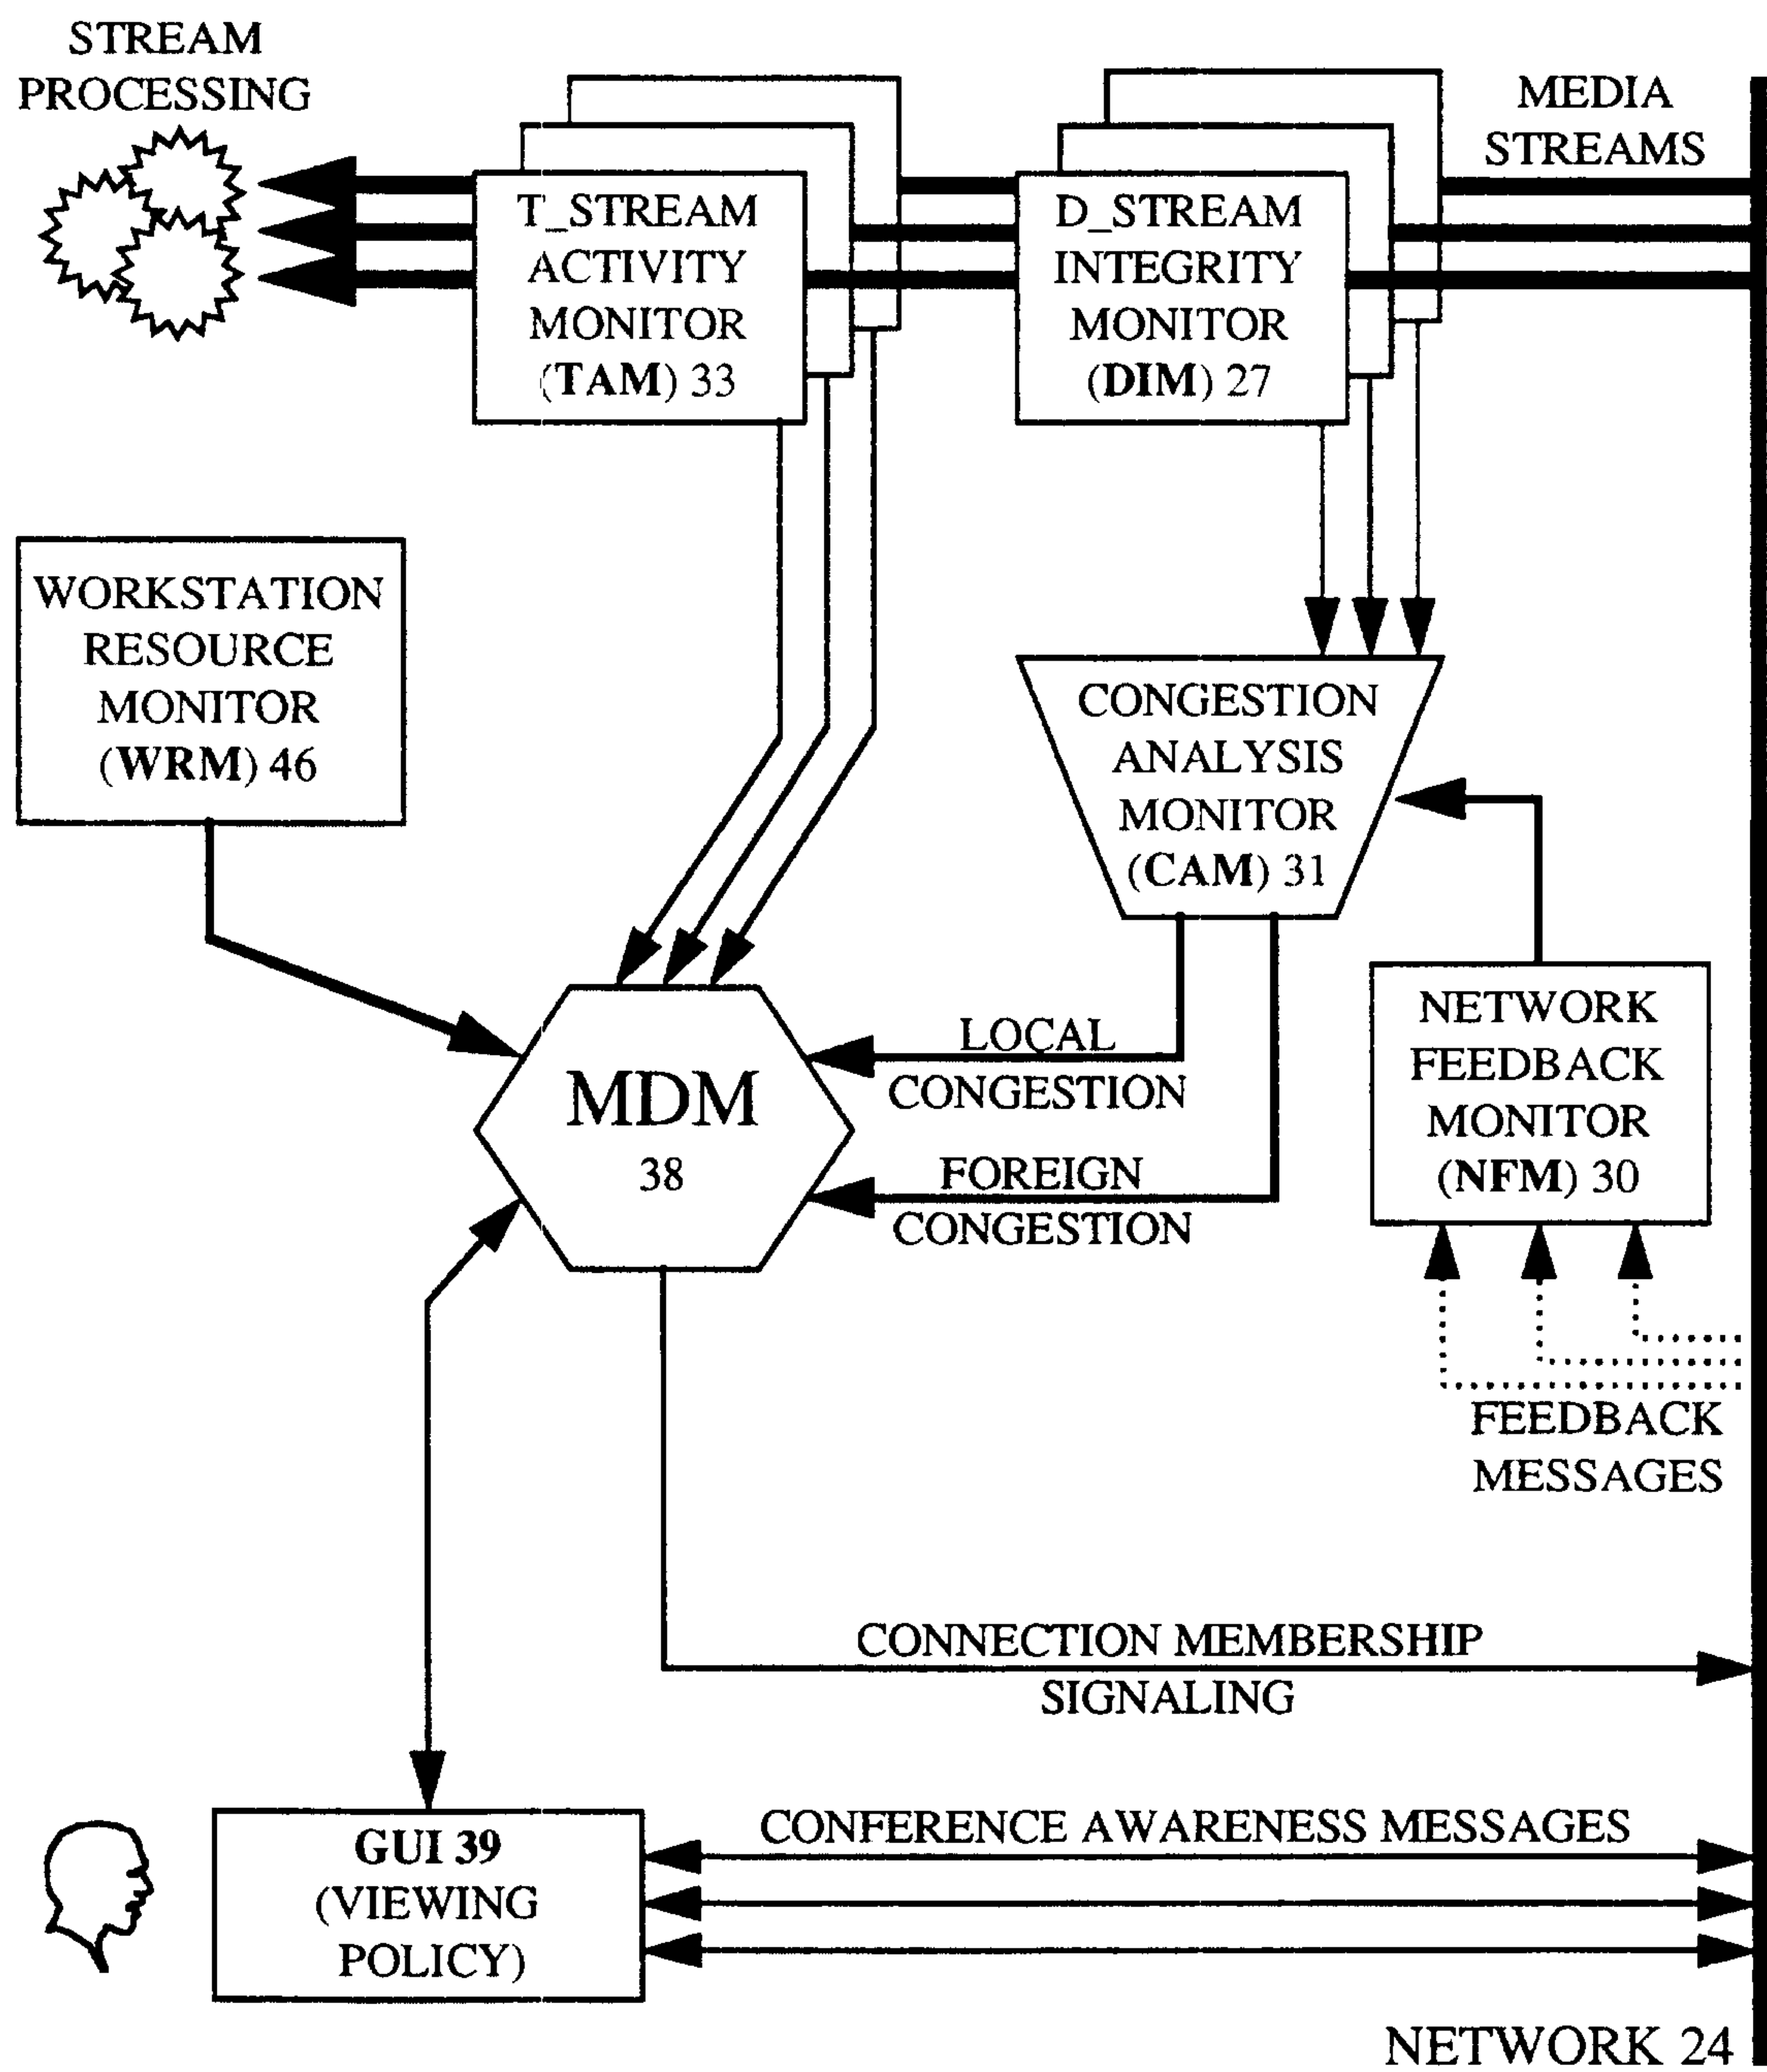 STREAM
PROCESSING
MEDIA
STREAMS
T_STREAM
ACTIVITY
MONITOR
(TAM) 33
D_STREAM
INTEGRITY
MONITOR
(DIM) 27
WORKSTATION
RESOURCE
MONITOR
(WRM) 46
CONGESTION
ANALYSIS
MONITOR
(CAM) 31
NETWORK
FEEDBACK
MONITOR
(NFM) 30
LOCAL
CONGESTION
MDM
38
FOREIGN
CONGESTION
FEEDBACK
MESSAGES
CONNECTION MEMBERSHIP
SIGNALING
GUI 39
(VIEWING
POLICY)
CONFERENCE AWARENESS MESSAGES
NETWORK 24